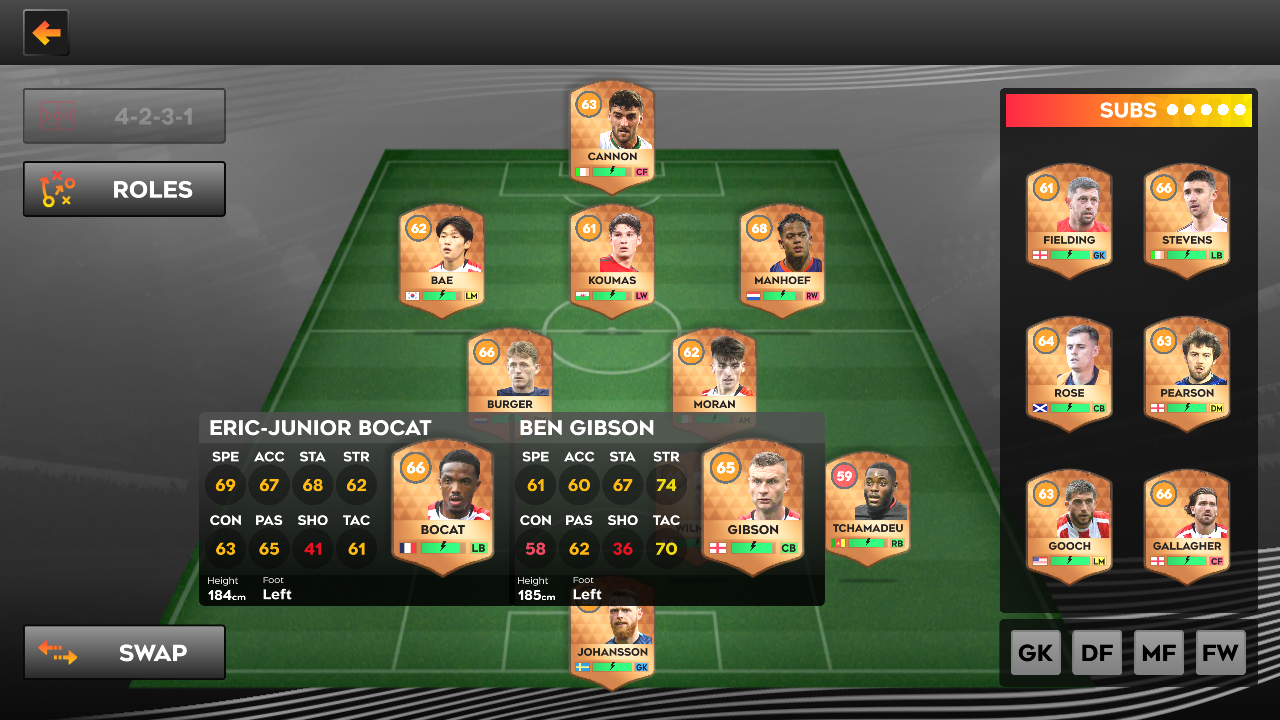 4-2-3-1
ROLES
63
CANNON
CF
62
BAE
LM
61
KOUMAS
LW
68
MANHOEF
RW
66
BURGER
62
MORAN
AM
ERIC-JUNIOR BOCAT
SPE ACC STA STR
69 67 68 62
CON PAS SHO TAC
63 65 41 61
Height Foot
184cm Left
66
BOCAT
LB
BEN GIBSON
SPE ACC STA STR
61 60 67 74
CON PAS SHO TAC
58 62 36 70
Height Foot
185cm Left
65
GIBSON
CB
59
TCHAMADEU
RB
JOHANSSON
GK
SWAP
SUBS
61
FIELDING
GK
66
STEVENS
LB
64
ROSE
CB
63
PEARSON
DM
63
GOOCH
LM
66
GALLAGHER
CF
GK DF MF FW